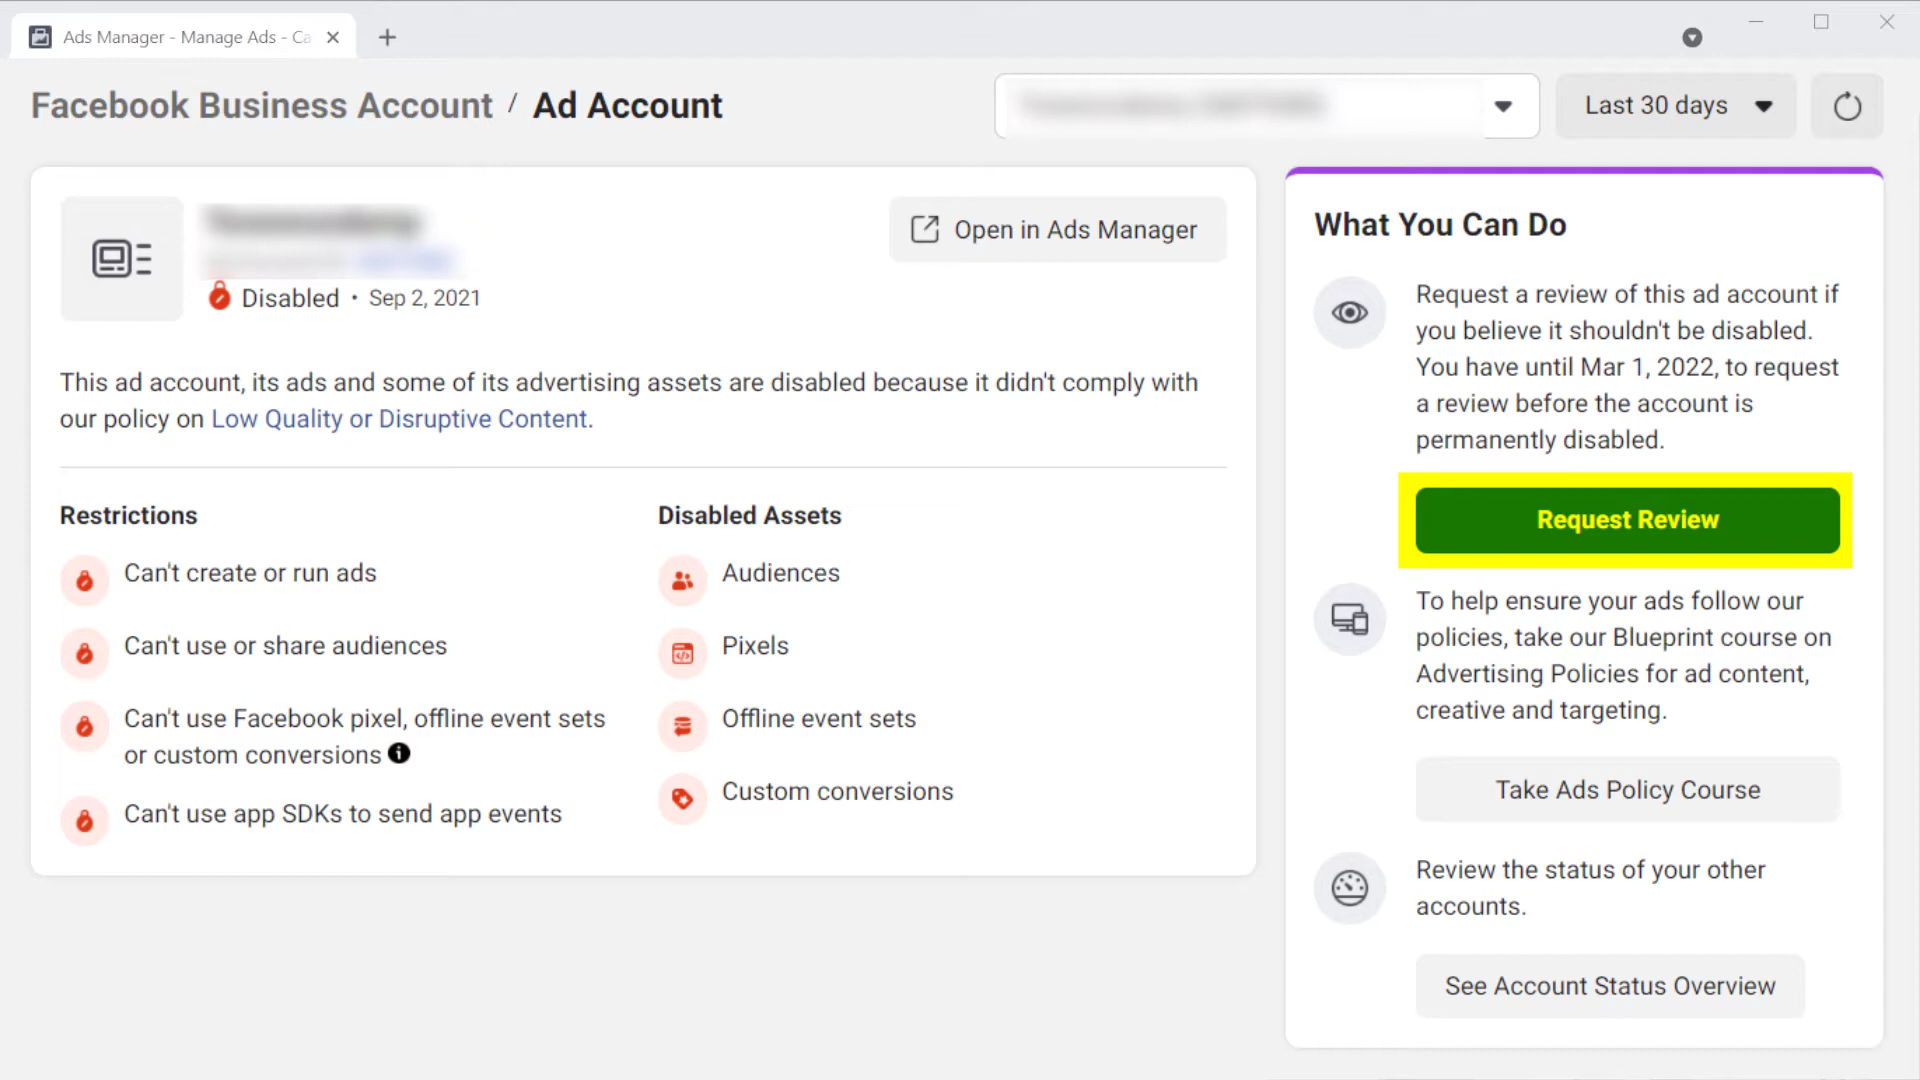 Ads Manager - Manage Ads - Ca
Facebook Business Account / Ad Account
Last 30 days
Open in Ads Manager
Disabled • Sep 2, 2021
This ad account, its ads and some of its advertising assets are disabled because it didn't comply with
our policy on Low Quality or Disruptive Content.
Restrictions
Can't create or run ads
Can't use or share audiences
Can't use Facebook pixel, offline event sets
or custom conversions
Can't use app SDKs to send app events
Disabled Assets
Audiences
Pixels
Offline event sets
Custom conversions
What You Can Do
Request a review of this ad account if
you believe it shouldn't be disabled.
You have until Mar 1, 2022, to request
a review before the account is
permanently disabled.
Request Review
To help ensure your ads follow our
policies, take our Blueprint course on
Advertising Policies for ad content,
creative and targeting.
Take Ads Policy Course
Review the status of your other
accounts.
See Account Status Overview